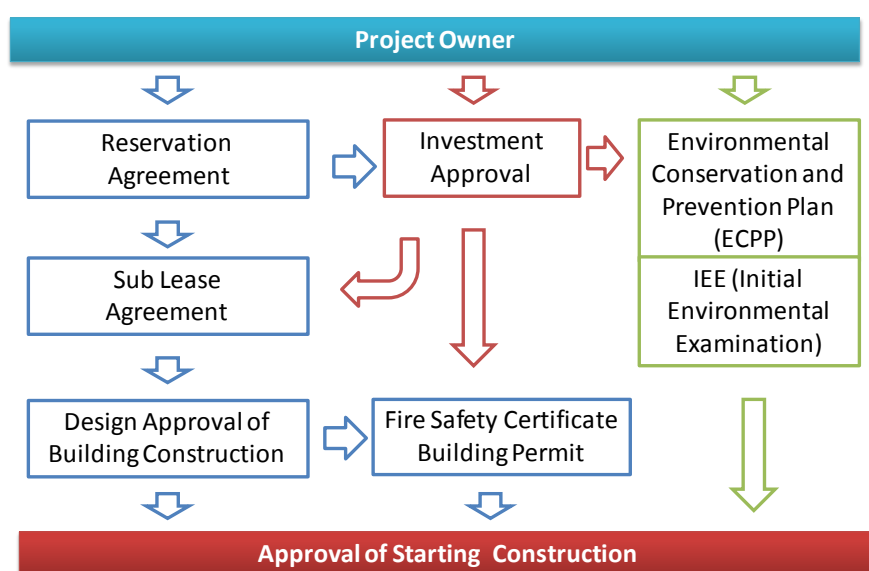 Project Owner
Reservation
Agreement
Investment
Approval
Environmental
Conservation and
Prevention Plan
(ECPP)
Sub Lease
Agreement
IEE (Initial
Environmental
Examination)
Design Approval of
Building Construction
Fire Safety Certificate
Building Permit
Approval of Starting Construction